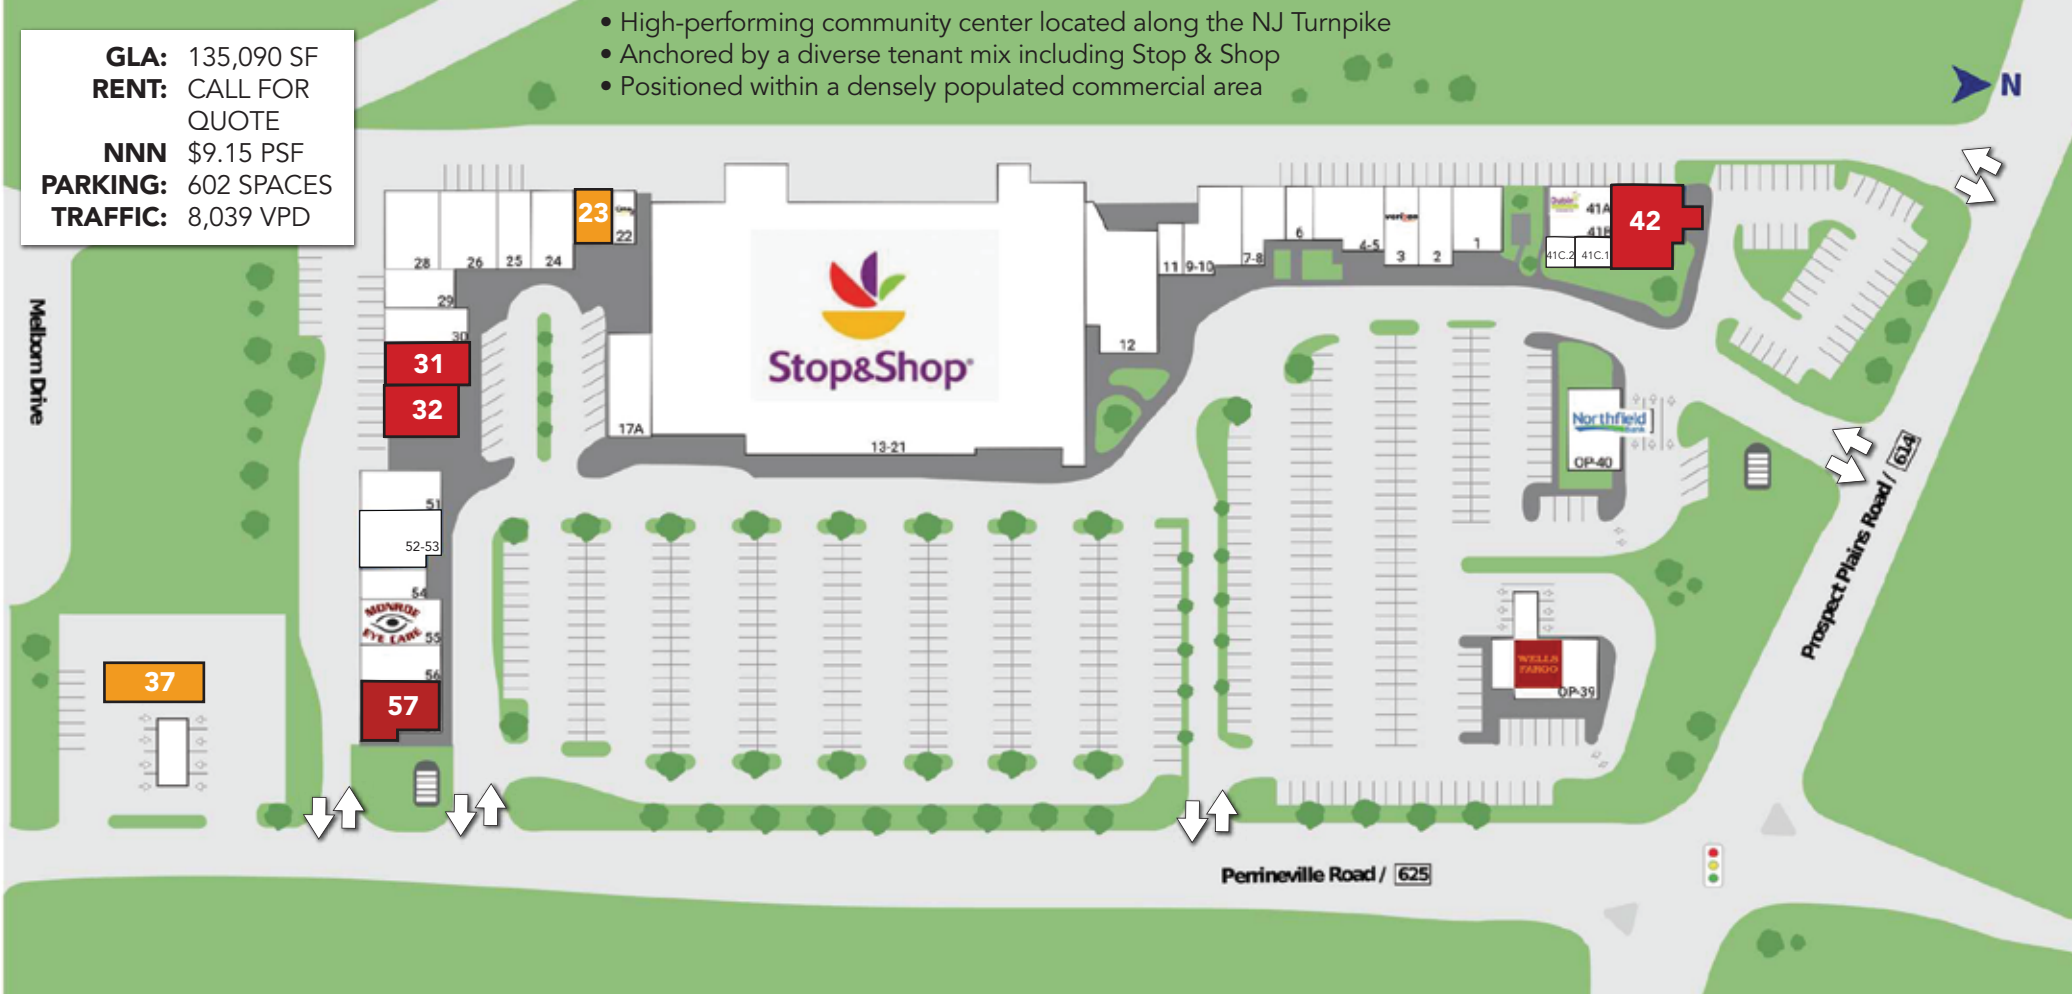 • High-performing community center located along the NJ Turnpike
• Anchored by a diverse tenant mix including Stop & Shop
• Positioned within a densely populated commercial area
GLA: 135,090 SF
RENT: CALL FOR
QUOTE
NNN $9.15 PSF
PARKING: 602 SPACES
TRAFFIC: 8,039 VPD
N
28
26
25
24
23
22
29
30
31
32
17A
Stop&Shop
13-21
12
11
9-10
7-8
6
4-5
verizon
3
2
1
41A
41B
41C.2
41C.1
42
Northfield
Bank
OP-40
WELLS
FARGO
OP-39
51
52-53
54
MONROE
EYE CARE
55
56
57
37
Melborn Drive
Prospect Plains Road / 614
Perrineville Road / 625